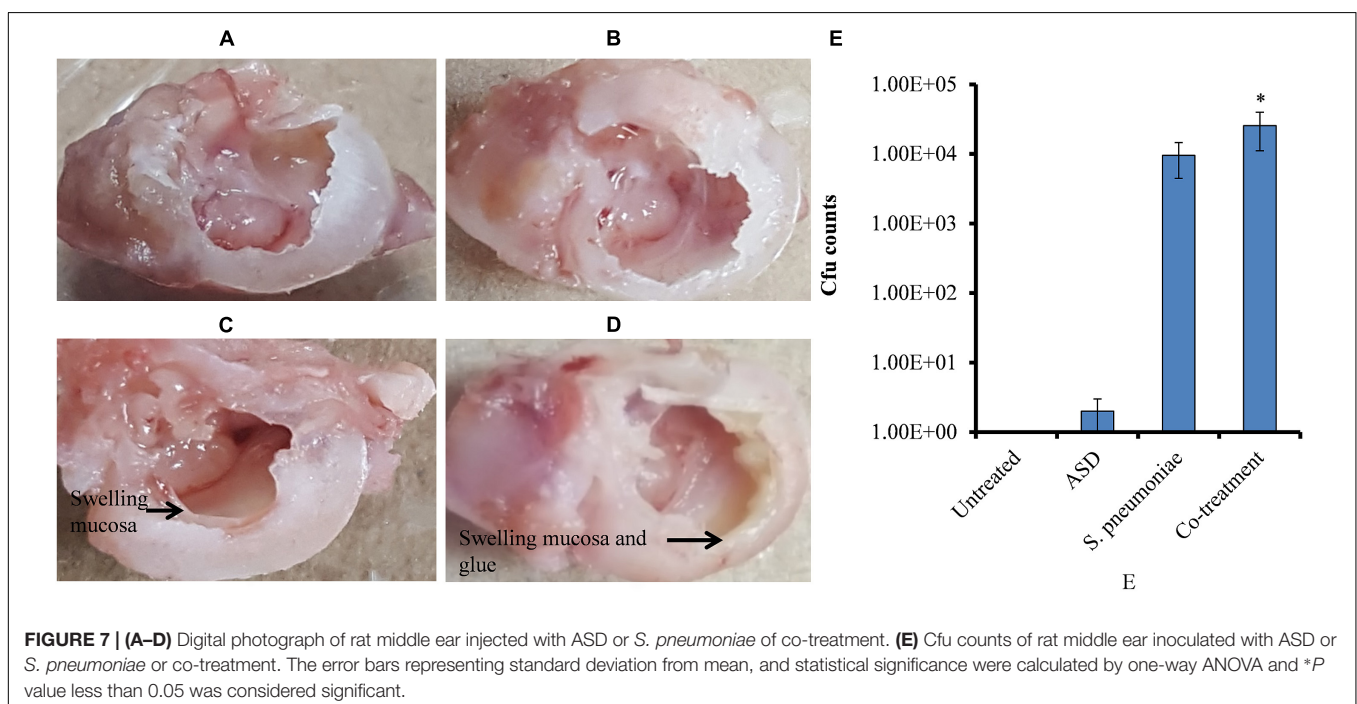 A
B
E
C
D
Swelling
mucosa
Swelling mucosa and
glue
Cfu counts
1.00E+05
1.00E+04
1.00E+03
1.00E+02
1.00E+01
1.00E+00
*
Untreated
ASD
S. pneumoniae
Co-treatment
E
FIGURE 7 | (A–D) Digital photograph of rat middle ear injected with ASD or S. pneumoniae of co-treatment. (E) Cfu counts of rat middle ear inoculated with ASD or
S. pneumoniae or co-treatment. The error bars representing standard deviation from mean, and statistical significance were calculated by one-way ANOVA and *P
value less than 0.05 was considered significant.